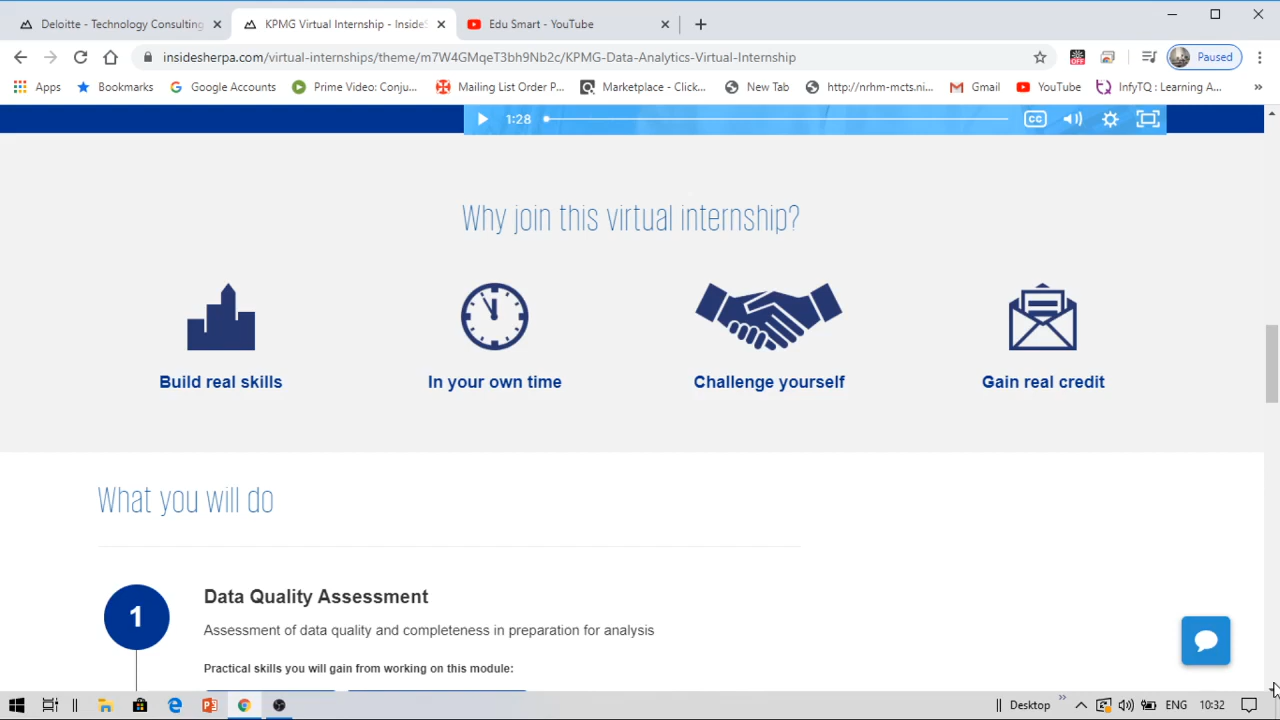 Deloitte - Technology Consulting
KPMG Virtual Internship - InsideS
Edu Smart - YouTube
insidesherpa.com/virtual-internships/theme/m7W4GMqeT3bh9Nb2c/KPMG-Data-Analytics-Virtual-Internship
OFF
Paused
Apps
Bookmarks
Google Accounts
Prime Video: Conju...
Mailing List Order P...
Marketplace - Click...
New Tab
http://nrhm-mcts.ni...
Gmail
YouTube
InfyTQ : Learning A...
»
1:28
CC
Why join this virtual internship?
Build real skills
In your own time
Challenge yourself
Gain real credit
What you will do
1
Data Quality Assessment
Assessment of data quality and completeness in preparation for analysis
Practical skills you will gain from working on this module:
Desktop
»
ENG
10:32